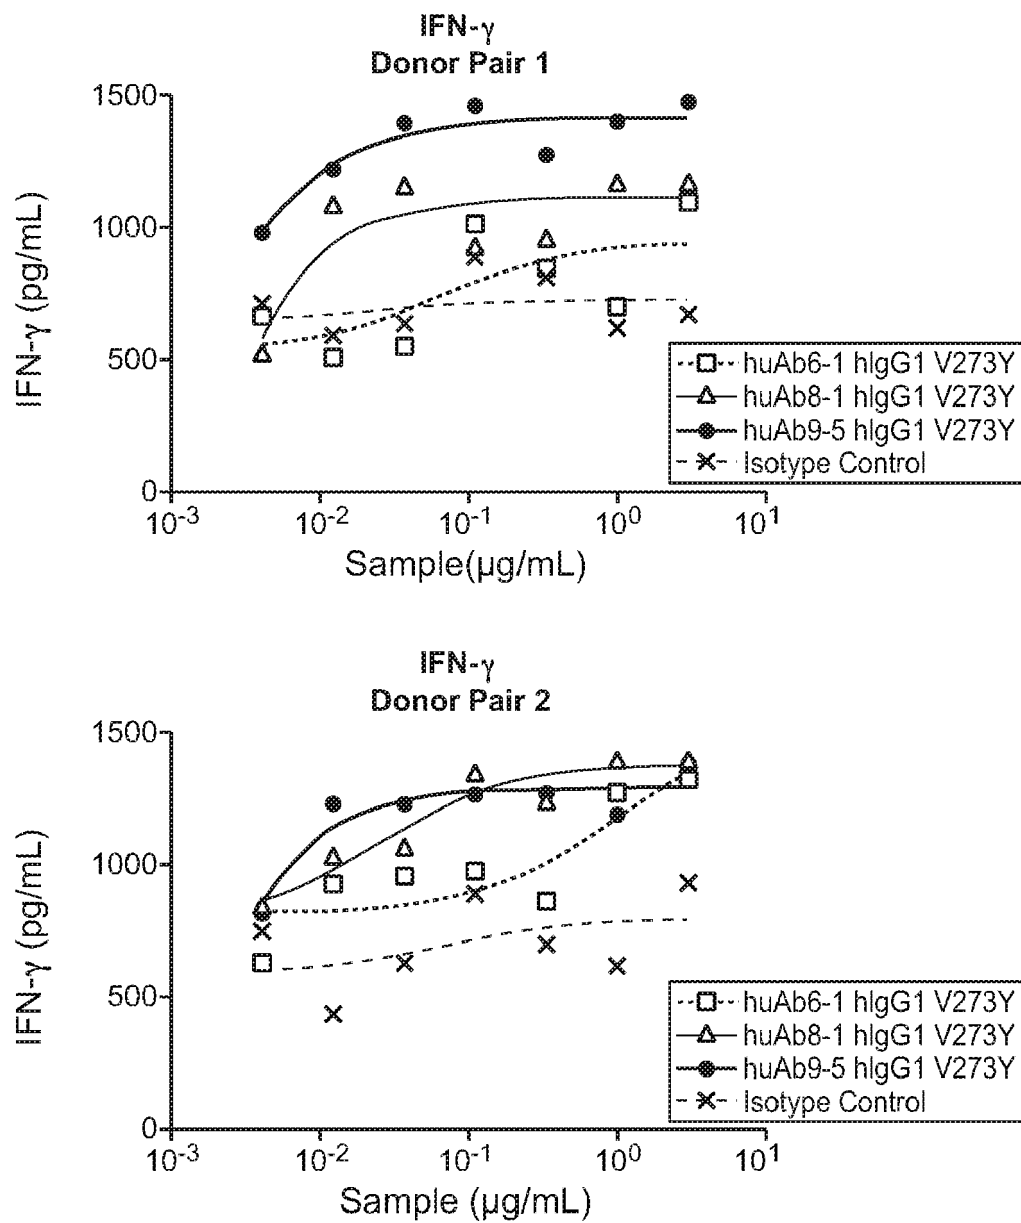 IFN-γ
Donor Pair 1
IFN-γ (pg/mL)
1500
1000
500
0
10⁻³ 10⁻² 10⁻¹ 10⁰ 10¹
Sample(µg/mL)
huAb6-1 hIgG1 V273Y
huAb8-1 hIgG1 V273Y
huAb9-5 hIgG1 V273Y
Isotype Control
IFN-γ
Donor Pair 2
IFN-γ (pg/mL)
1500
1000
500
0
10⁻³ 10⁻² 10⁻¹ 10⁰ 10¹
Sample (µg/mL)
huAb6-1 hIgG1 V273Y
huAb8-1 hIgG1 V273Y
huAb9-5 hIgG1 V273Y
Isotype Control